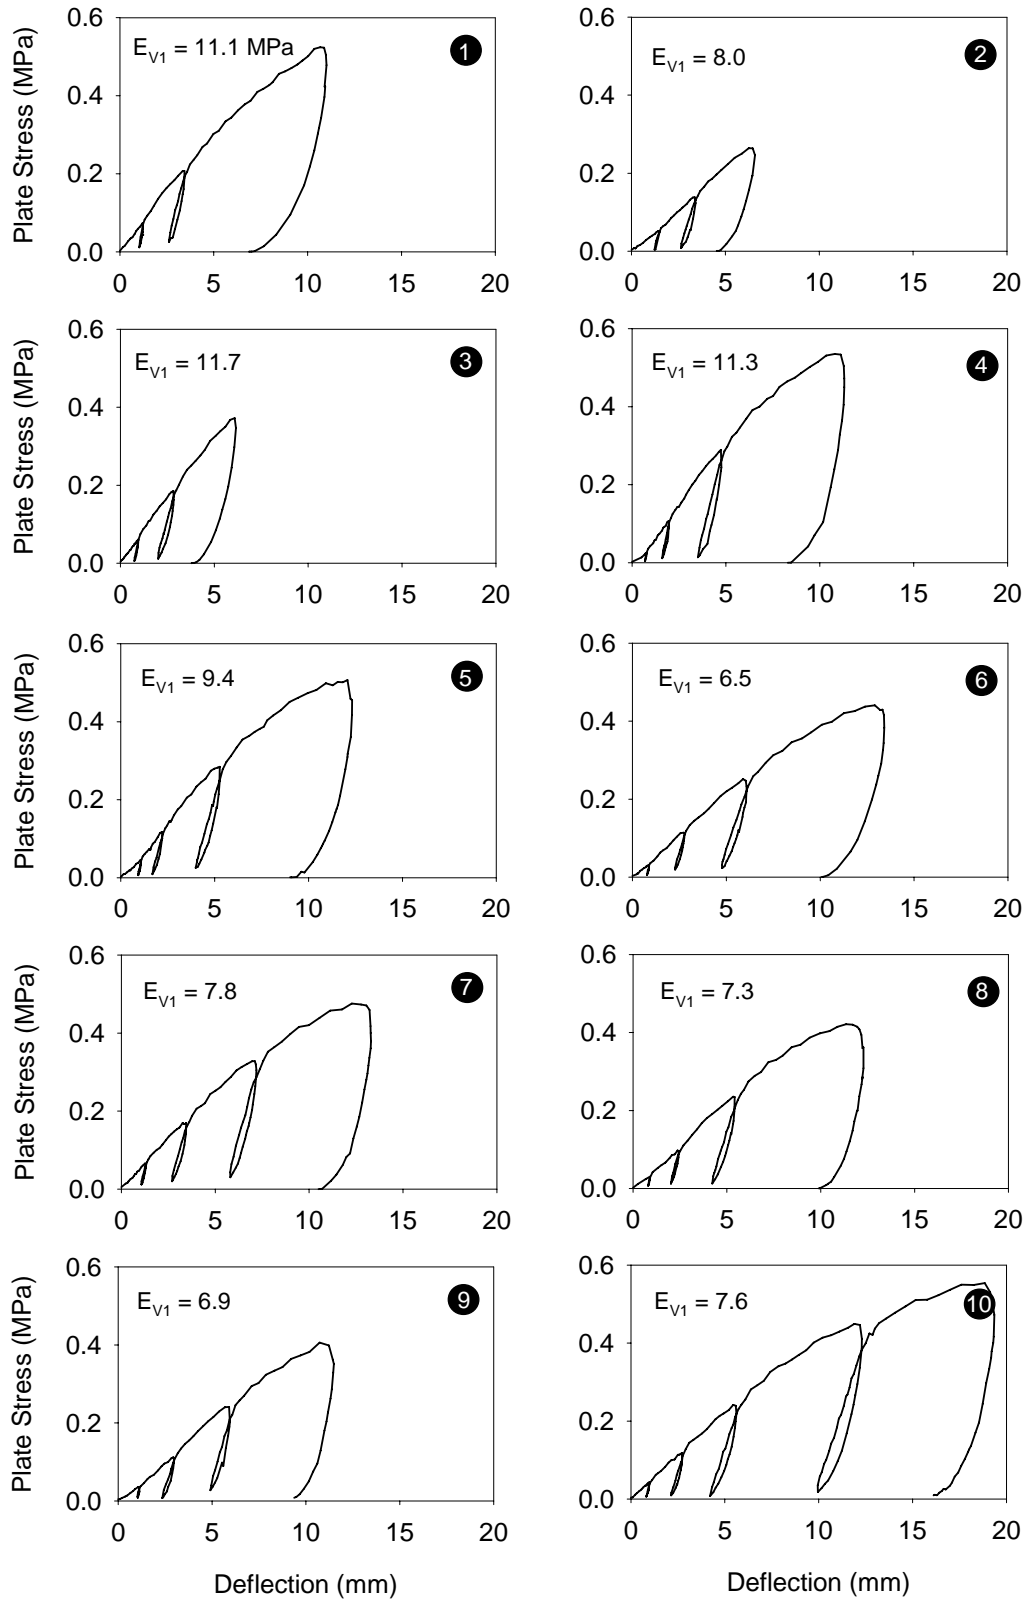 Plate Stress (MPa)
0.6
0.4
0.2
0.0
E_V1 = 11.1 MPa
1
0 5 10 15 20
0.6
0.4
0.2
0.0
E_V1 = 8.0
2
0 5 10 15 20
Plate Stress (MPa)
0.6
0.4
0.2
0.0
E_V1 = 11.7
3
0 5 10 15 20
0.6
0.4
0.2
0.0
E_V1 = 11.3
4
0 5 10 15 20
Plate Stress (MPa)
0.6
0.4
0.2
0.0
E_V1 = 9.4
5
0 5 10 15 20
0.6
0.4
0.2
0.0
E_V1 = 6.5
6
0 5 10 15 20
Plate Stress (MPa)
0.6
0.4
0.2
0.0
E_V1 = 7.8
7
0 5 10 15 20
0.6
0.4
0.2
0.0
E_V1 = 7.3
8
0 5 10 15 20
Plate Stress (MPa)
0.6
0.4
0.2
0.0
E_V1 = 6.9
9
0 5 10 15 20
Deflection (mm)
0.6
0.4
0.2
0.0
E_V1 = 7.6
10
0 5 10 15 20
Deflection (mm)